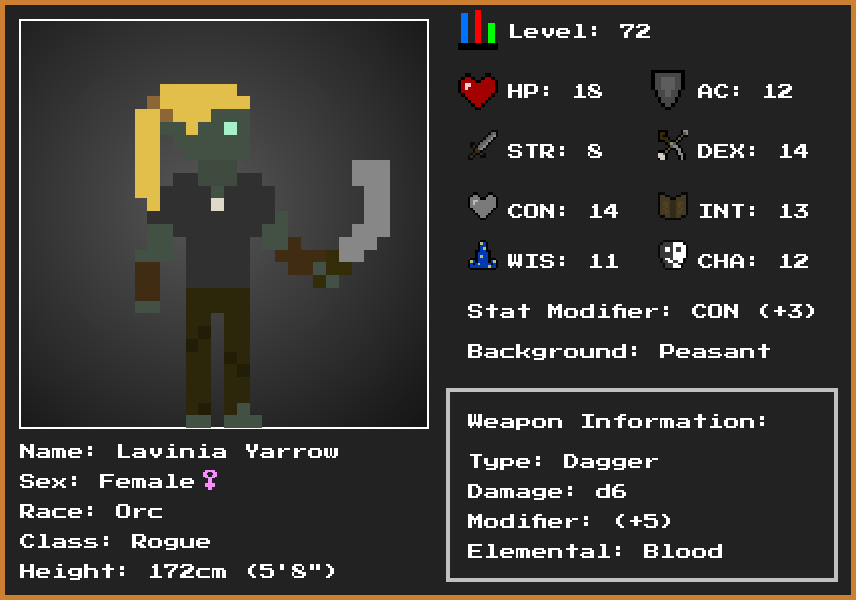 Level: 72
HP: 18
AC: 12
STR: 8
DEX: 14
CON: 14
INT: 13
WIS: 11
CHA: 12
Stat Modifier: CON (+3)
Background: Peasant
Weapon Information:
Type: Dagger
Damage: d6
Modifier: (+5)
Elemental: Blood
Name: Lavinia Yarrow
Sex: Female♀
Race: Orc
Class: Rogue
Height: 172cm (5'8")